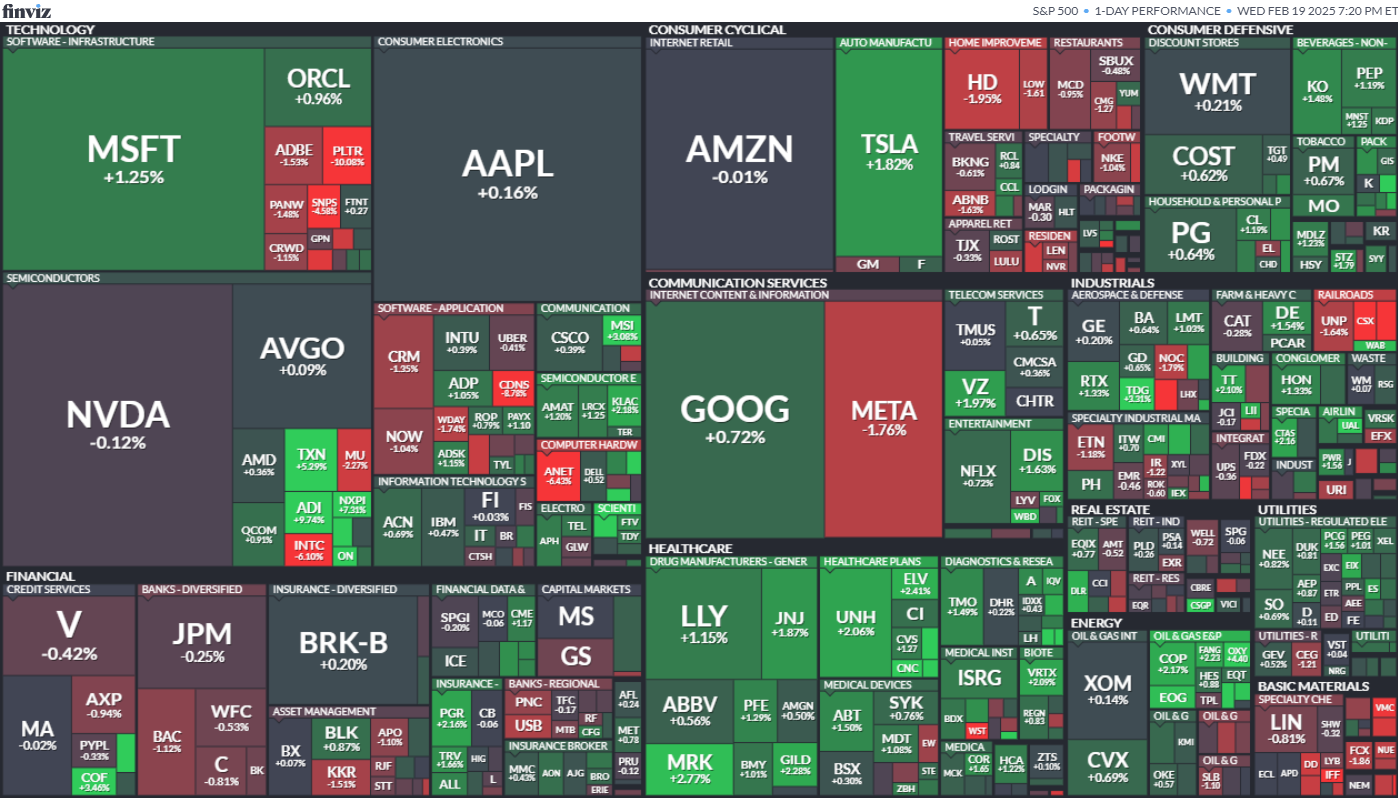 finviz
S&P 500 • 1-DAY PERFORMANCE • WED FEB 19 2025 7:20 PM ET
TECHNOLOGY
SOFTWARE - INFRASTRUCTURE
MSFT
+1.25%
ORCL
+0.96%
ADBE
-1.53%
PLTR
-10.08%
PANW
-1.48%
SNPS
-4.58%
FTNT
+0.27
CRWD
-1.15%
GPN
CONSUMER ELECTRONICS
AAPL
+0.16%
SEMICONDUCTORS
NVDA
-0.12%
AVGO
+0.09%
AMD
+0.36%
TXN
+5.29%
MU
-2.27%
QCOM
+0.91%
ADI
+9.74%
NXPI
+7.31%
INTC
-6.10%
ON
SOFTWARE - APPLICATION
CRM
-1.35%
INTU
+0.39%
UBER
-0.41%
ADP
+1.05%
CDNS
-8.78%
NOW
-1.04%
WDAY
-1.74%
ROP
+0.79%
PAYX
+1.10
ADSK
+1.15%
TYL
COMMUNICATION
CSCO
+0.39%
MSI
+3.08%
SEMICONDUCTOR E
AMAT
+1.20%
LRCX
+1.25
KLAC
+2.18%
TER
COMPUTER HARDW
ANET
-6.43%
DELL
+0.52
INFORMATION TECHNOLOGY S
ACN
+0.69%
IBM
+0.47%
FI
+0.03%
FIS
IT
BR
CTSH
ELECTRO
APH
TEL
GLW
SCIENTI
FTV
TDY
CONSUMER CYCLICAL
INTERNET RETAIL
AMZN
-0.01%
AUTO MANUFACTU
TSLA
+1.82%
GM
F
HOME IMPROVEME
HD
-1.95%
LOW
-1.61
RESTAURANTS
MCD
-0.95%
SBUX
-0.48%
CMG
-1.27
YUM
TRAVEL SERVI
BKNG
-0.61%
RCL
+0.84
ABNB
-1.63%
CCL
SPECIALTY
FOOTW
NKE
-1.04%
LODGIN
MAR
-0.30
HLT
PACKAGIN
APPAREL RET
TJX
-0.33%
ROST
LULU
RESIDEN
LEN
NVR
LVS
CONSUMER DEFENSIVE
DISCOUNT STORES
WMT
+0.21%
COST
+0.62%
TGT
+0.49
BEVERAGES - NON-
KO
+1.48%
PEP
+1.19%
MNST
+1.25
KDP
TOBACCO
PM
+0.67%
MO
PACK
GIS
K
HOUSEHOLD & PERSONAL P
PG
+0.64%
CL
+1.19%
EL
CHD
MDLZ
+1.23%
HSY
KR
STZ
+1.79
SYY
COMMUNICATION SERVICES
INTERNET CONTENT & INFORMATION
GOOG
+0.72%
META
-1.76%
TELECOM SERVICES
TMUS
+0.05%
T
+0.65%
CMCSA
+0.36%
VZ
+1.97%
CHTR
ENTERTAINMENT
NFLX
+0.72%
DIS
+1.63%
LYV
FOX
WBD
INDUSTRIALS
AEROSPACE & DEFENSE
GE
+0.20%
BA
+0.64%
LMT
+1.03%
RTX
+1.33%
GD
+0.65%
NOC
-1.79%
TDG
+3.31%
LHX
FARM & HEAVY C
CAT
-0.28%
DE
+1.54%
PCAR
RAILROADS
UNP
-1.64%
CSX
WAB
BUILDING
TT
+2.10%
JCI
-0.17
LII
CONGLOMER
HON
+1.33%
WASTE
WM
+0.07
RSG
SPECIALTY INDUSTRIAL MA
ETN
-1.18%
ITW
+0.70
CMI
PH
EMR
-0.46
IR
-1.22
XYL
ROK
-0.60
IEX
INTEGRAT
UPS
-0.36
FDX
-0.22
SPECIA
CTAS
+2.16
AIRLIN
UAL
VRSK
EFX
INDUST
PWR
+1.56
J
URI
HEALTHCARE
DRUG MANUFACTURERS - GENER
LLY
+1.15%
JNJ
+1.87%
ABBV
+0.56%
PFE
+1.29%
AMGN
+0.50%
MRK
+2.77%
BMY
+1.01%
GILD
+2.28%
HEALTHCARE PLANS
UNH
+2.06%
ELV
+2.41%
CI
CVS
+1.27
CNC
MEDICAL DEVICES
ABT
+1.50%
SYK
+0.76%
MDT
+1.08%
EW
BSX
+0.30%
STE
ZBH
DIAGNOSTICS & RESEA
TMO
+1.49%
DHR
+0.22%
A
IQV
IDXX
+0.43
LH
MEDICAL INST
ISRG
BDX
WST
BIOTE
VRTX
+2.09%
REGN
+0.83
MEDICA
MCK
COR
+1.65
HCA
+1.22%
ZTS
+0.10%
REAL ESTATE
REIT - SPE
EQIX
+0.77
AMT
-0.52
DLR
CCI
REIT - IND
PLD
+0.26
PSA
+0.14
EXR
WELL
-0.72
SPG
-0.06
REIT - RES
EQR
CBRE
CSGP
VICI
UTILITIES
UTILITIES - REGULATED ELE
NEE
+0.82%
DUK
+0.81
PCG
+1.56
PEG
+1.01
XEL
EXC
EIX
AEP
+0.87
ETR
PPL
ES
SO
+0.69%
D
+0.11
AEE
ED
FE
UTILITIES - R
GEV
+0.52%
CEG
-1.21
VST
+0.04
NRG
UTILITI
ENERGY
OIL & GAS INT
XOM
+0.14%
CVX
+0.69%
OIL & GAS E&P
COP
+2.17%
FANG
+2.23
OXY
+4.40
EOG
HES
+0.88
EQT
TPL
OIL & G
KMI
OKE
+0.57
OIL & G
OIL & G
SLB
-1.10
BASIC MATERIALS
SPECIALTY CHE
LIN
-0.81%
SHW
-0.32
ECL
APD
DD
LYB
IFF
VMC
FCX
-1.86
NUE
NEM
FINANCIAL
CREDIT SERVICES
V
-0.42%
MA
-0.02%
AXP
-0.94%
PYPL
-0.33%
COF
+3.46%
BANKS - DIVERSIFIED
JPM
-0.25%
BAC
-1.12%
WFC
-0.53%
C
-0.81%
BK
INSURANCE - DIVERSIFIED
BRK-B
+0.20%
ASSET MANAGEMENT
BX
+0.07%
BLK
+0.87%
APO
-1.10%
KKR
-1.51%
RJF
STT
FINANCIAL DATA &
SPGI
-0.20%
MCO
-0.06
CME
+1.17
ICE
CAPITAL MARKETS
MS
GS
INSURANCE -
PGR
+2.16%
CB
-0.06
TRV
+1.66%
HIG
ALL
L
BANKS - REGIONAL
PNC
TFC
-0.17
USB
MTB
RF
CFG
AFL
+0.24
MET
+0.78
PRU
-0.12
INSURANCE BROKER
MMC
+0.43%
AON
AJG
BRO
ERIE